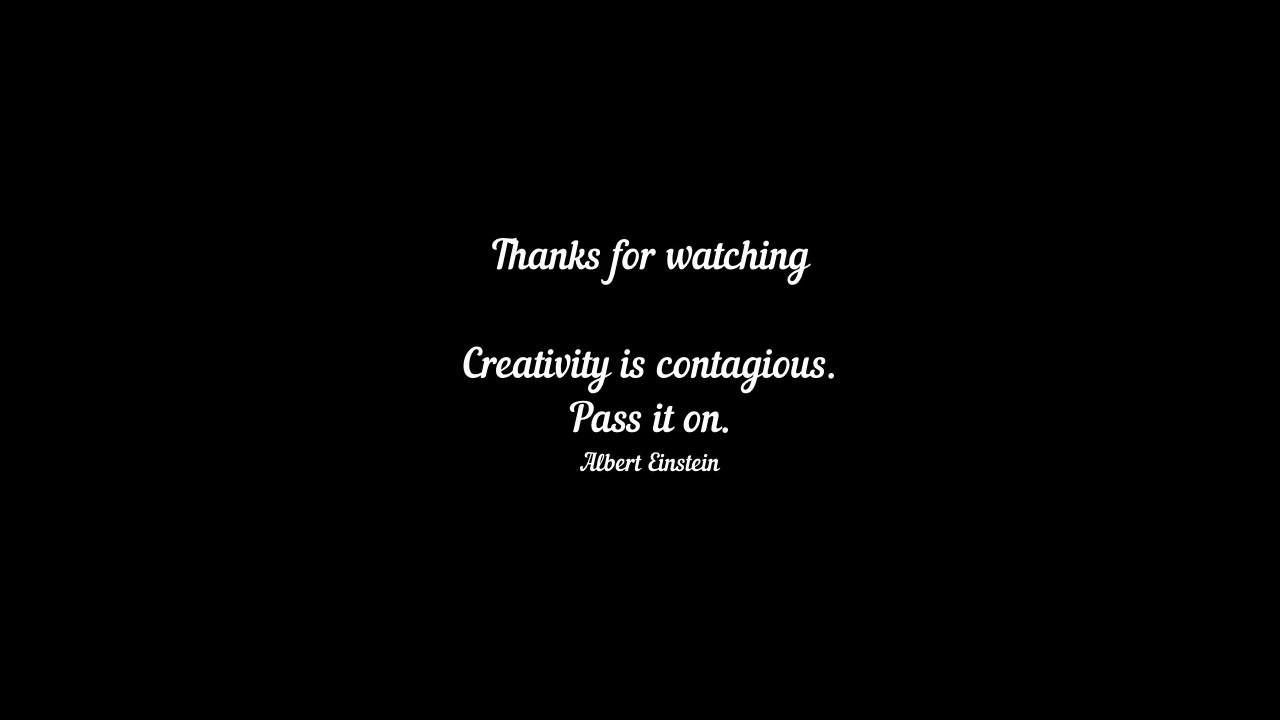 Thanks for watching
Creativity is contagious.
Pass it on.
Albert Einstein